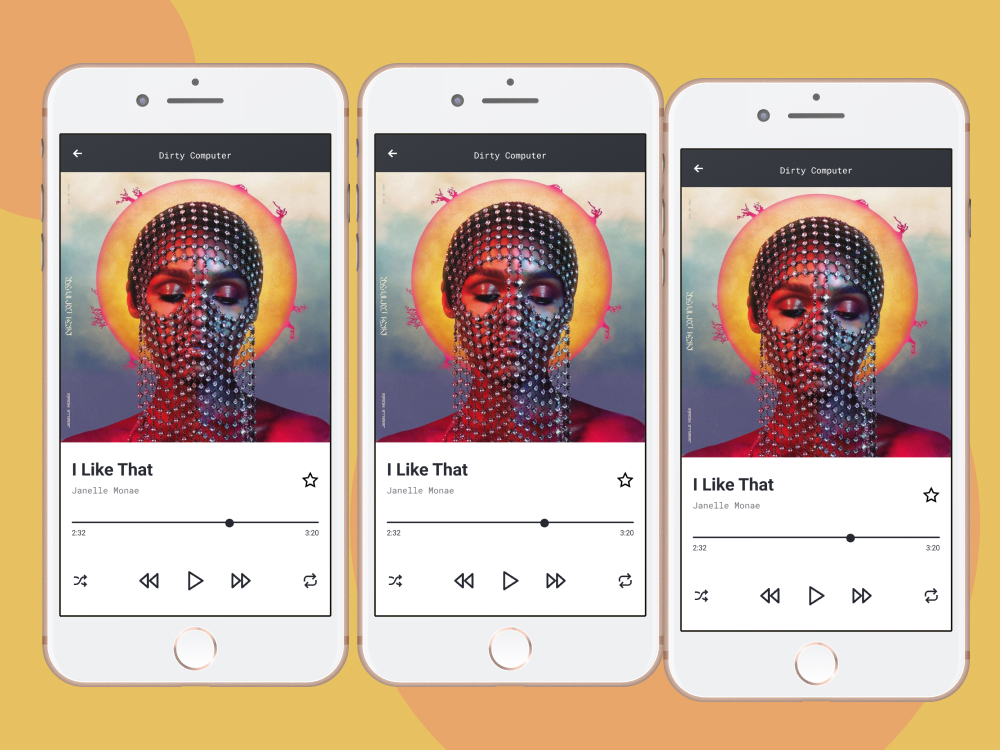 Dirty Computer
I Like That
Janelle Monae
2:32 3:20
Dirty Computer
I Like That
Janelle Monae
2:32 3:20
Dirty Computer
I Like That
Janelle Monae
2:32 3:20